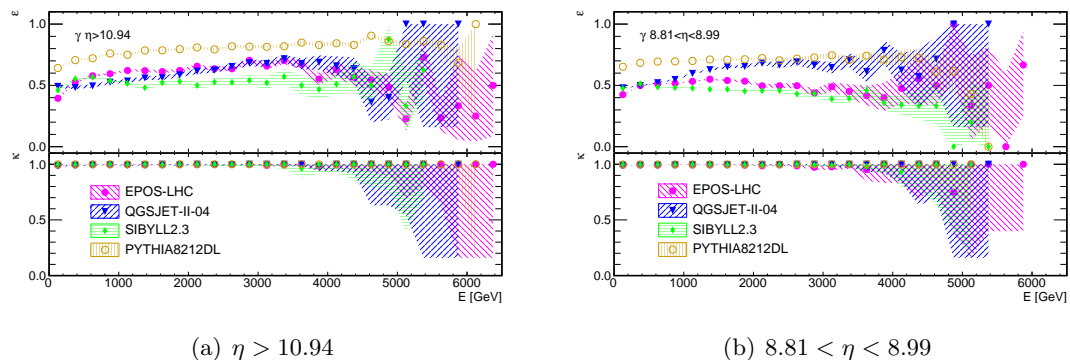 ε 1.0
γ η>10.94
0.5
0.0
κ 1.0
EPOS-LHC
QGSJET-II-04
0.5
SIBYLL2.3
PYTHIA8212DL
0.0
0 1000 2000 3000 4000 5000 6000
E [GeV]
(a) η > 10.94
ε 1.0
γ 8.81<η<8.99
0.5
0.0
κ 1.0
EPOS-LHC
QGSJET-II-04
0.5
SIBYLL2.3
PYTHIA8212DL
0.0
0 1000 2000 3000 4000 5000 6000
E [GeV]
(b) 8.81 < η < 8.99